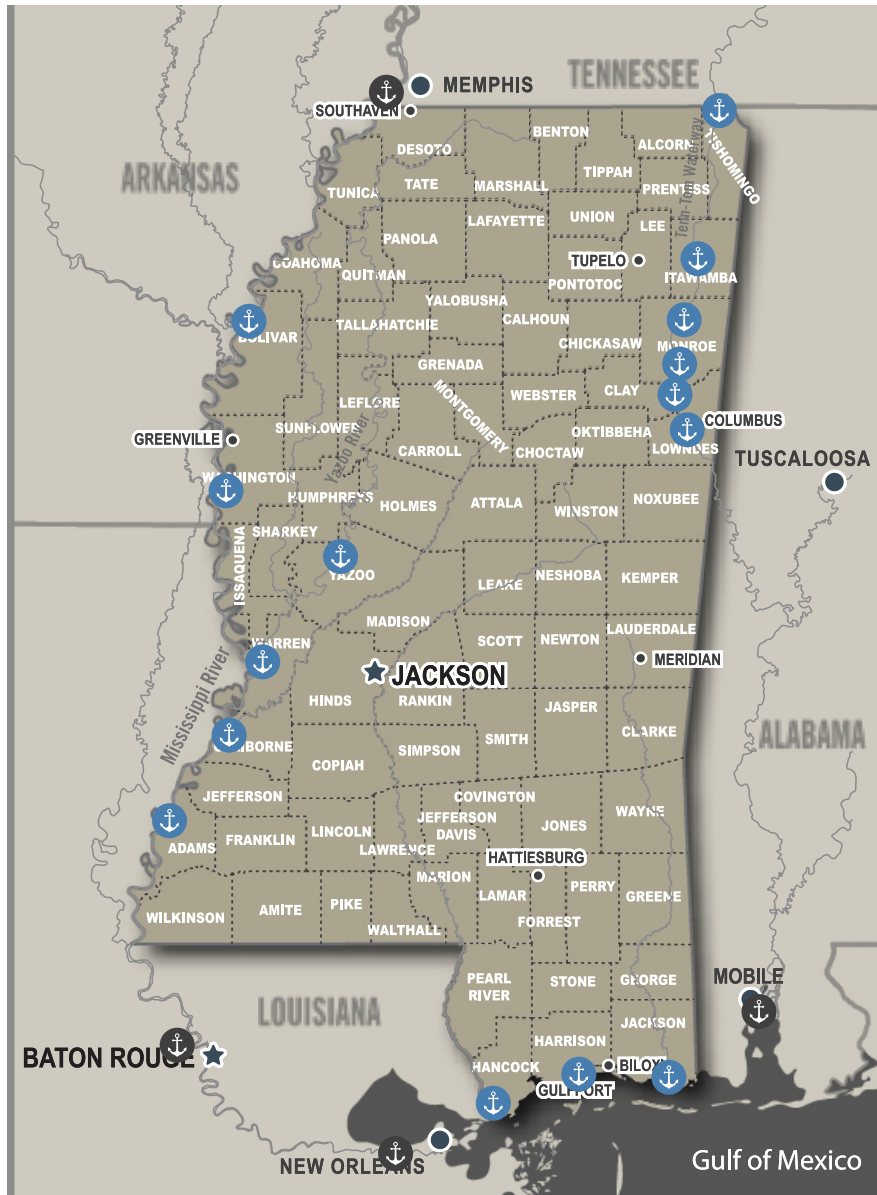 TENNESSEE
MEMPHIS
SOUTHAVEN
BENTON
ALCORN
TISHOMINGO
DESOTO
TIPPAH
ARKANSAS
TUNICA
TATE
MARSHALL
PRENTISS
Tenn-Tom Waterway
LAFAYETTE
UNION
LEE
PANOLA
COAHOMA
QUITMAN
TUPELO
ITAWAMBA
PONTOTOC
YALOBUSHA
CALHOUN
BOLIVAR
TALLAHATCHIE
CHICKASAW
MONROE
GRENADA
MONTGOMERY
WEBSTER
CLAY
LEFLORE
COLUMBUS
SUNFLOWER
OKTIBBEHA
GREENVILLE
Yazoo River
CARROLL
CHOCTAW
LOWNDES
TUSCALOOSA
WASHINGTON
HUMPHREYS
HOLMES
ATTALA
WINSTON
NOXUBEE
SHARKEY
ISSAQUENA
YAZOO
LEAKE
NESHOBA
KEMPER
MADISON
WARREN
SCOTT
NEWTON
LAUDERDALE
MERIDIAN
JACKSON
Mississippi River
HINDS
RANKIN
JASPER
CLAIBORNE
SIMPSON
SMITH
CLARKE
ALABAMA
COPIAH
JEFFERSON
COVINGTON
JEFFERSON
DAVIS
WAYNE
JONES
ADAMS
FRANKLIN
LINCOLN
LAWRENCE
HATTIESBURG
MARION
LAMAR
PERRY
GREENE
WILKINSON
AMITE
PIKE
WALTHALL
FORREST
PEARL
RIVER
STONE
GEORGE
MOBILE
LOUISIANA
JACKSON
HARRISON
BATON ROUGE
HANCOCK
BILOXI
GULFPORT
NEW ORLEANS
Gulf of Mexico